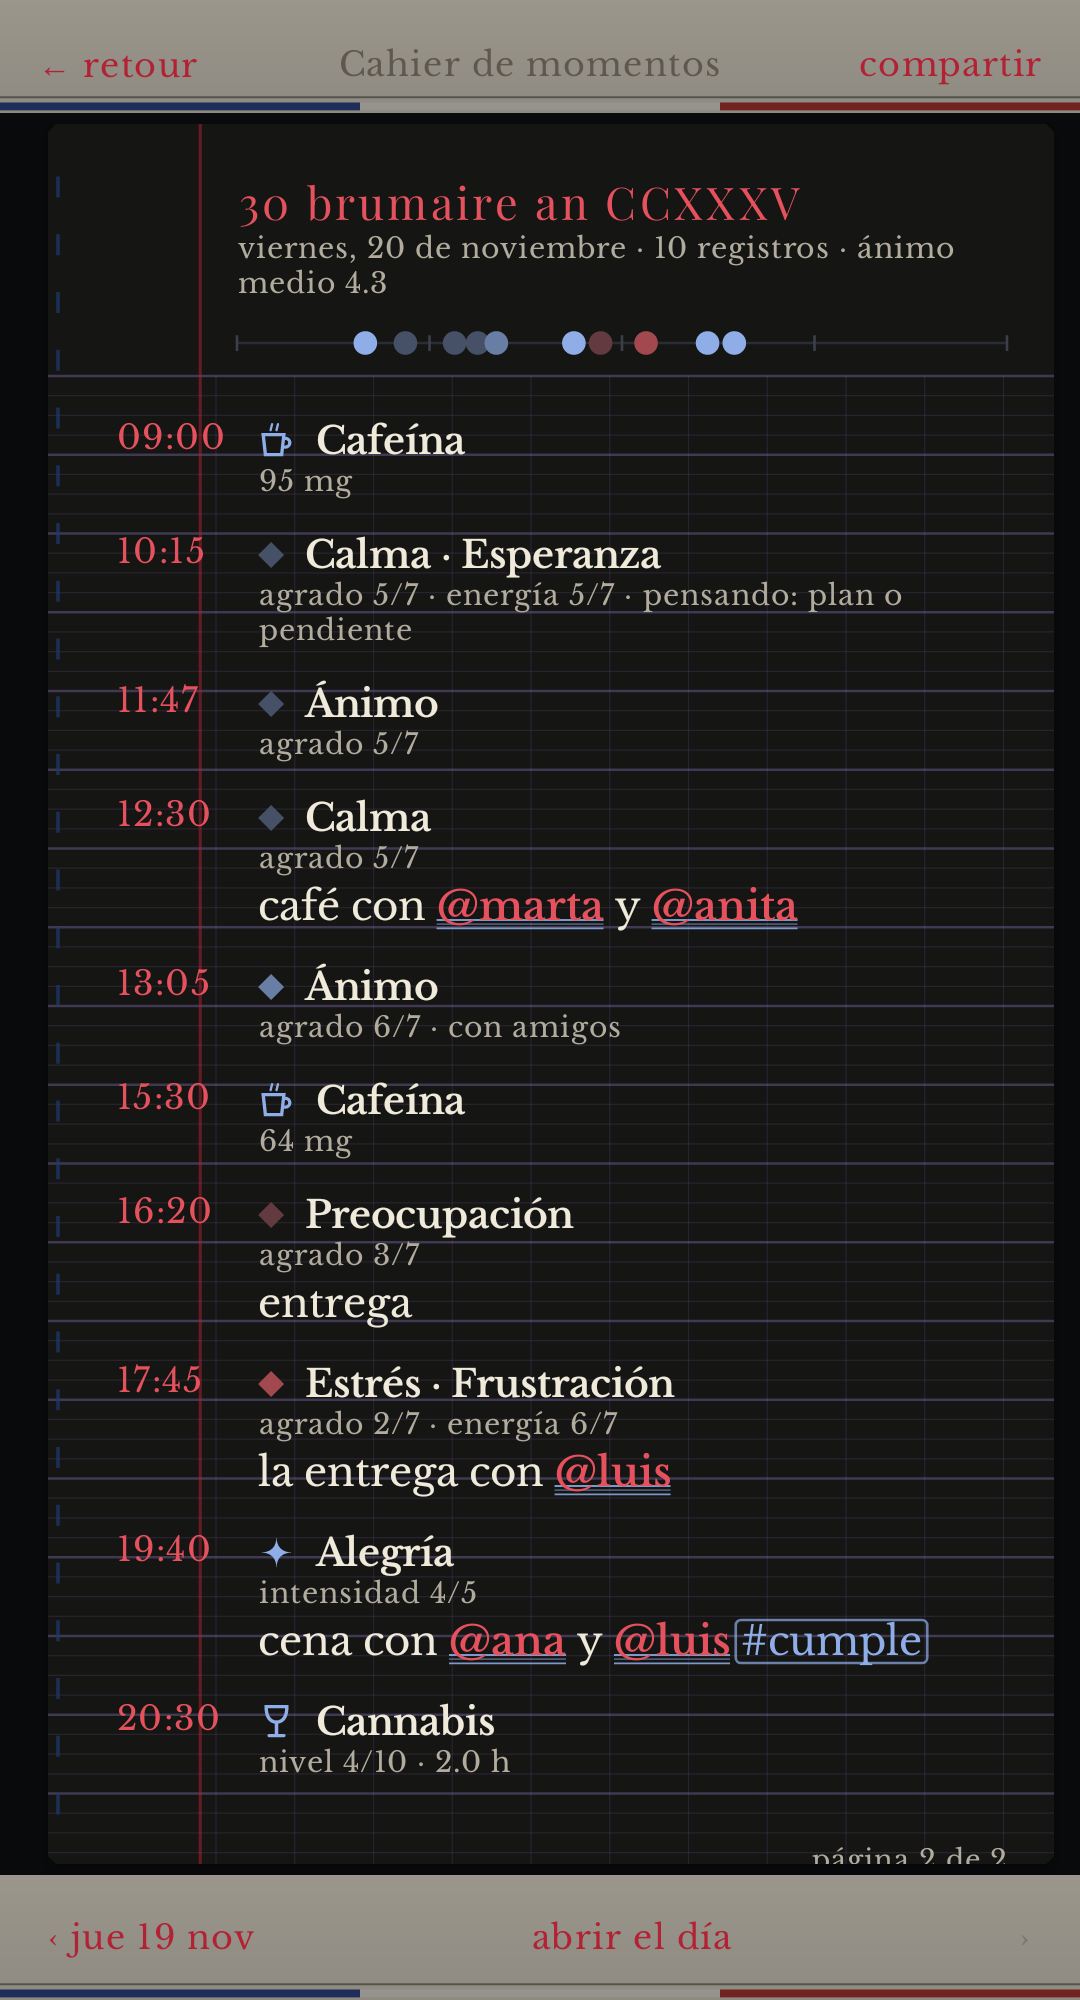 ← retour
Cahier de momentos
compartir
30 brumaire an CCXXXV
viernes, 20 de noviembre · 10 registros · ánimo
medio 4.3
09:00 Cafeína
95 mg
10:15 Calma · Esperanza
agrado 5/7 · energía 5/7 · pensando: plan o
pendiente
11:47 Ánimo
agrado 5/7
12:30 Calma
agrado 5/7
café con @marta y @anita
13:05 Ánimo
agrado 6/7 · con amigos
15:30 Cafeína
64 mg
16:20 Preocupación
agrado 3/7
entrega
17:45 Estrés · Frustración
agrado 2/7 · energía 6/7
la entrega con @luis
19:40 Alegría
intensidad 4/5
cena con @ana y @luis #cumple
20:30 Cannabis
nivel 4/10 · 2.0 h
página 2 de 2
‹ jue 19 nov
abrir el día
›